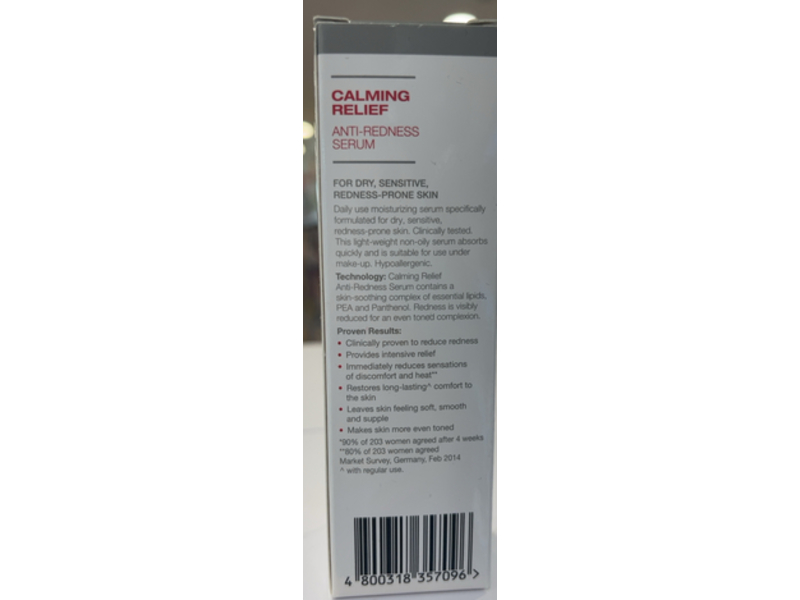 CALMING
RELIEF
ANTI-REDNESS
SERUM
FOR DRY, SENSITIVE,
REDNESS-PRONE SKIN
Daily use moisturizing serum specifically
formulated for dry, sensitive,
redness-prone skin. Clinically tested.
This light-weight non-oily serum absorbs
quickly and is suitable for use under
make-up. Hypoallergenic.
Technology: Calming Relief
Anti-Redness Serum contains a
skin-soothing complex of essential lipids,
PEA and Panthenol. Redness is visibly
reduced for an even toned complexion.
Proven Results:
• Clinically proven to reduce redness
• Provides intensive relief
• Immediately reduces sensations
of discomfort and heat**
• Restores long-lasting^ comfort to
the skin
• Leaves skin feeling soft, smooth
and supple
• Makes skin more even toned
*90% of 203 women agreed after 4 weeks
**80% of 203 women agreed
Market Survey, Germany, Feb 2014
^ with regular use.
4 800318 357096 >